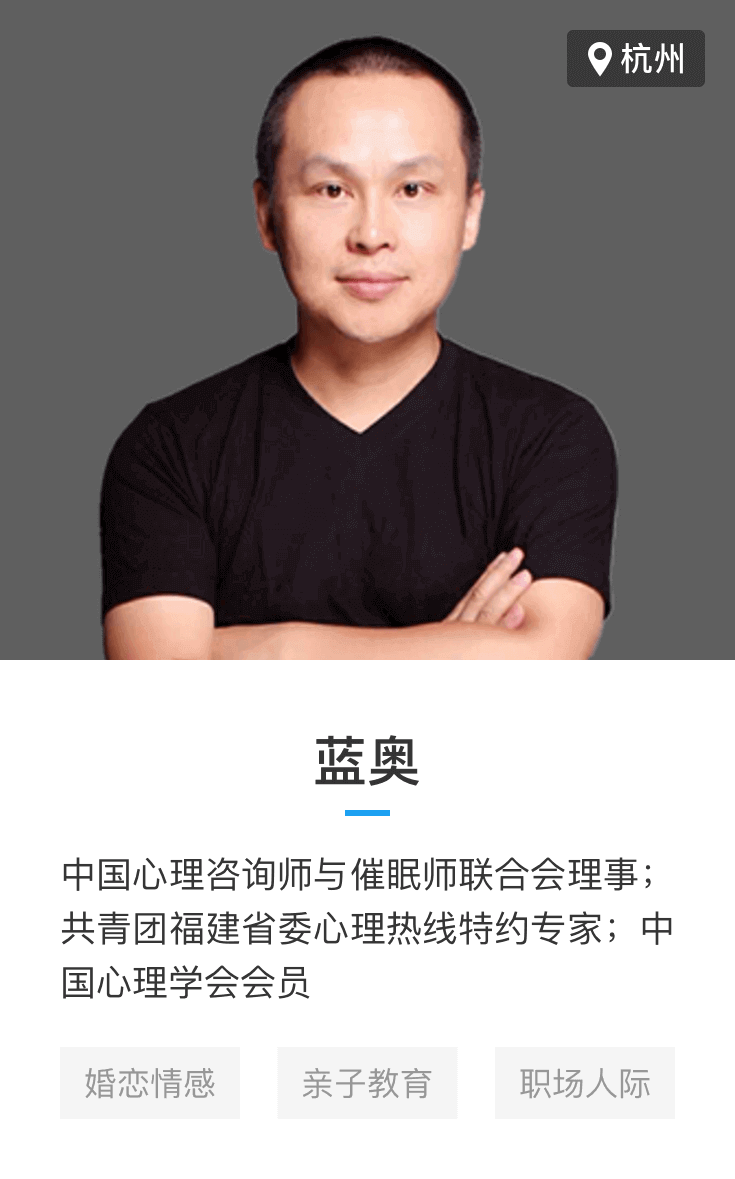 杭州
蓝奥
中国心理咨询师与催眠师联合会理事；
共青团福建省委心理热线特约专家；中
国心理学会会员
婚恋情感
亲子教育
职场人际